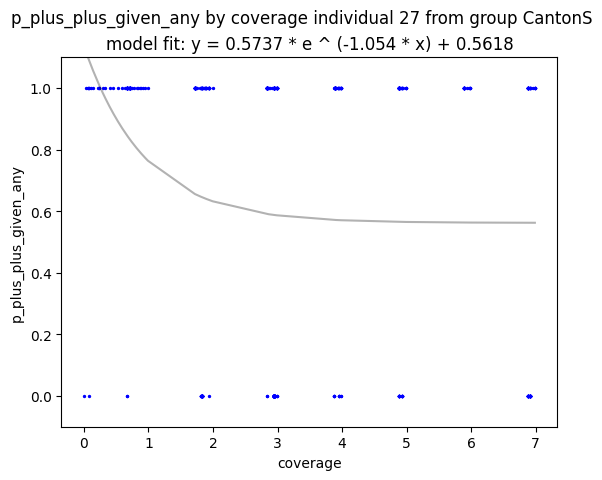 p_plus_plus_given_any by coverage individual 27 from group CantonS
model fit: y = 0.5737 * e ^ (-1.054 * x) + 0.5618
1.0
0.8
0.6
0.4
0.2
0.0
p_plus_plus_given_any
0 1 2 3 4 5 6 7
coverage